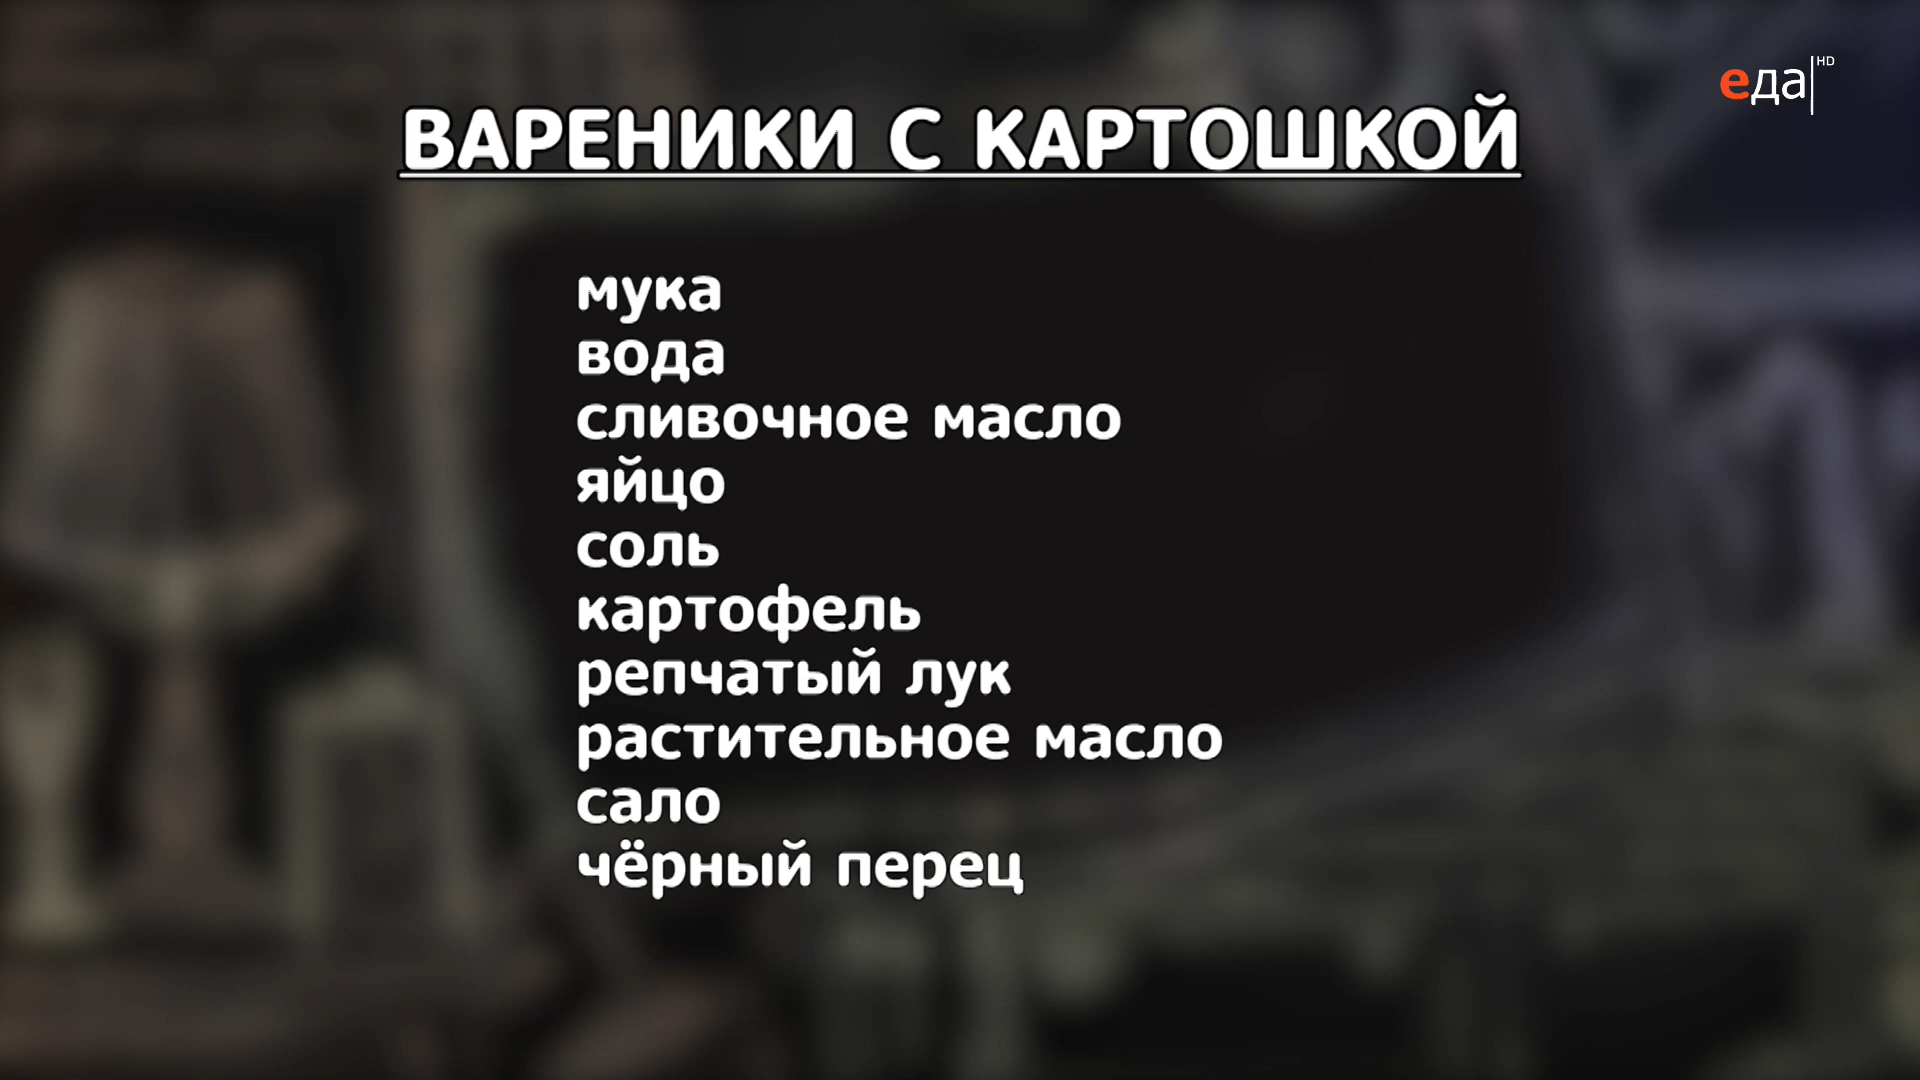 еда HD
ВАРЕНИКИ С КАРТОШКОЙ
мука
вода
сливочное масло
яйцо
соль
картофель
репчатый лук
растительное масло
сало
чёрный перец